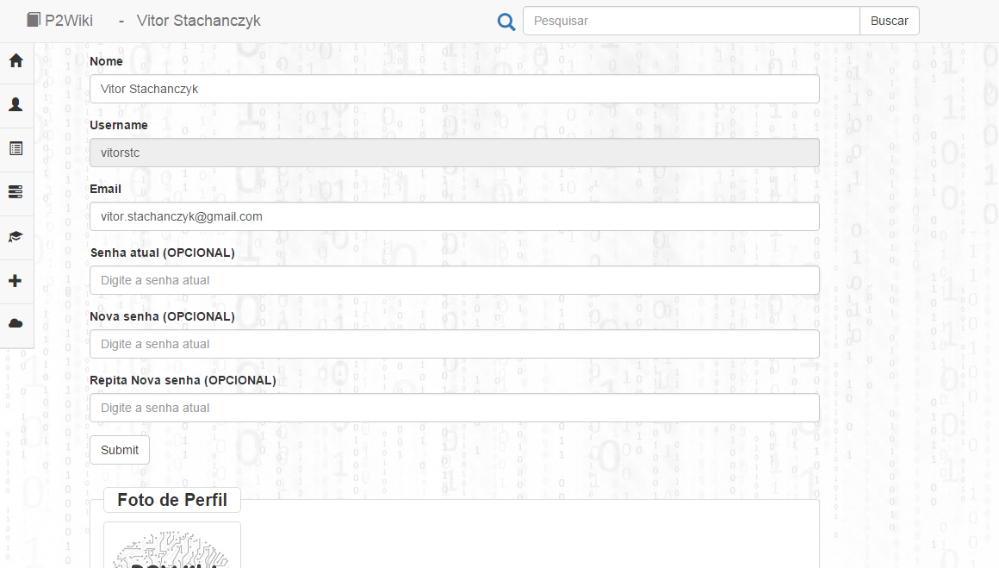 P2Wiki - Vitor Stachanczyk Pesquisar Buscar
Nome
Vitor Stachanczyk
Username
vitorstc
Email
vitor.stachanczyk@gmail.com
Senha atual (OPCIONAL)
Digite a senha atual
Nova senha (OPCIONAL)
Digite a senha atual
Repita Nova senha (OPCIONAL)
Digite a senha atual
Submit
Foto de Perfil